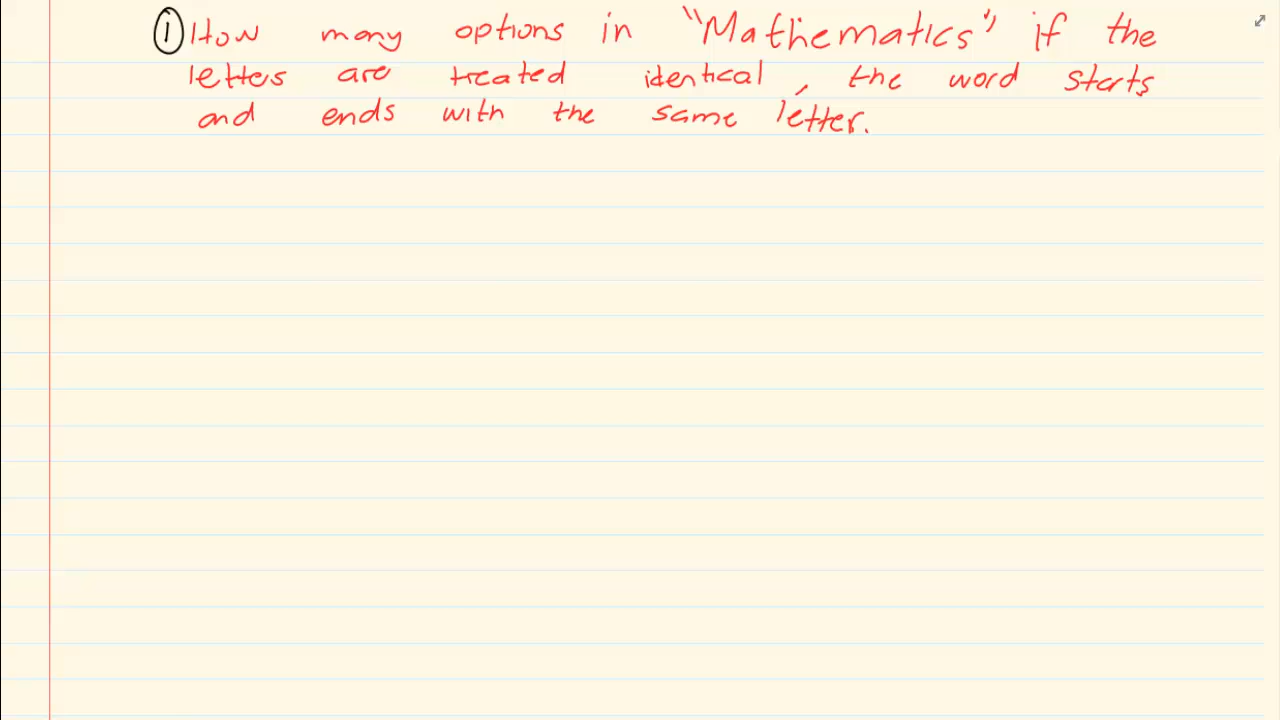 ① How many options in "Mathematics" if the
letters are treated identical, the word starts
and ends with the same letter.